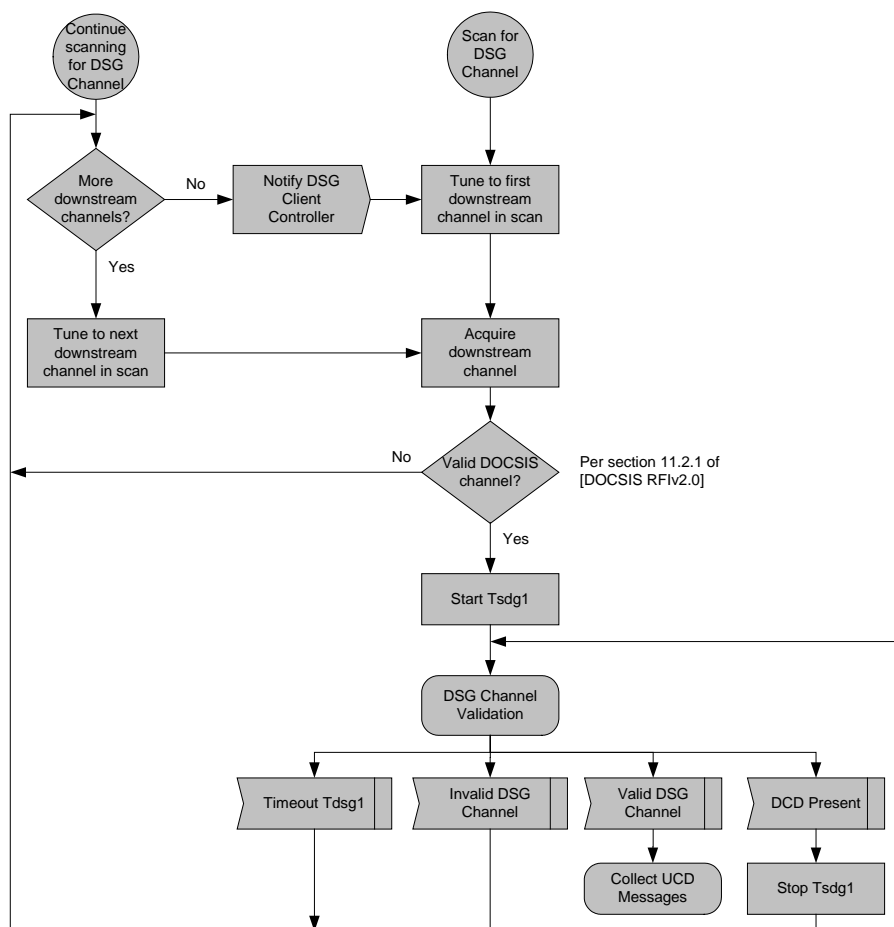 Continue
scanning
for DSG
Channel
Scan for
DSG
Channel
More
downstream
channels?
No
Notify DSG
Client
Controller
Tune to first
downstream
channel in scan
Yes
Tune to next
downstream
channel in scan
Acquire
downstream
channel
No
Valid DOCSIS
channel?
Per section 11.2.1 of
[DOCSIS RFIv2.0]
Yes
Start Tsdg1
DSG Channel
Validation
Timeout Tdsg1
Invalid DSG
Channel
Valid DSG
Channel
DCD Present
Collect UCD
Messages
Stop Tsdg1